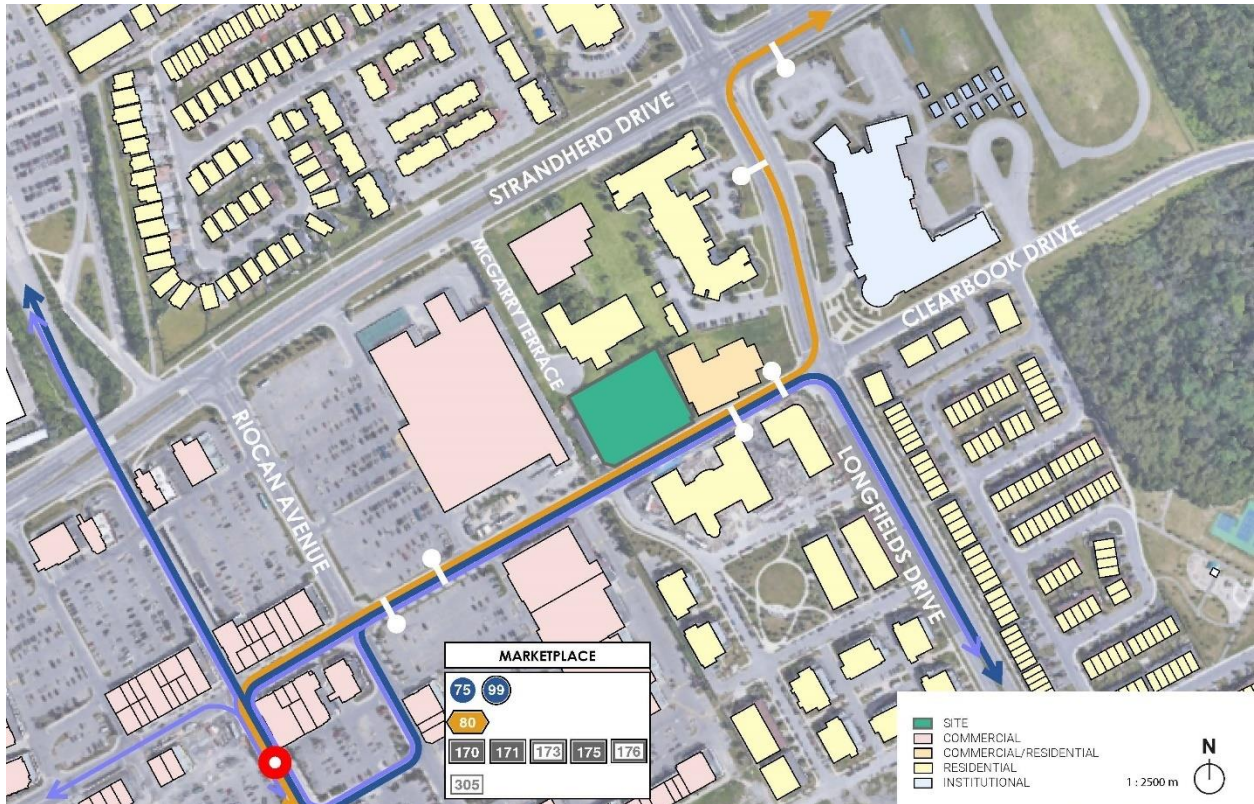 STRANDHERD DRIVE
MCGARRY TERRACE
CLEARBOOK DRIVE
RIOCAN AVENUE
LONGFIELDS DRIVE
MARKETPLACE
75 99
80
170 171 173 175 176
305
SITE
COMMERCIAL
COMMERCIAL/RESIDENTIAL
RESIDENTIAL
INSTITUTIONAL
1 : 2500 m
N